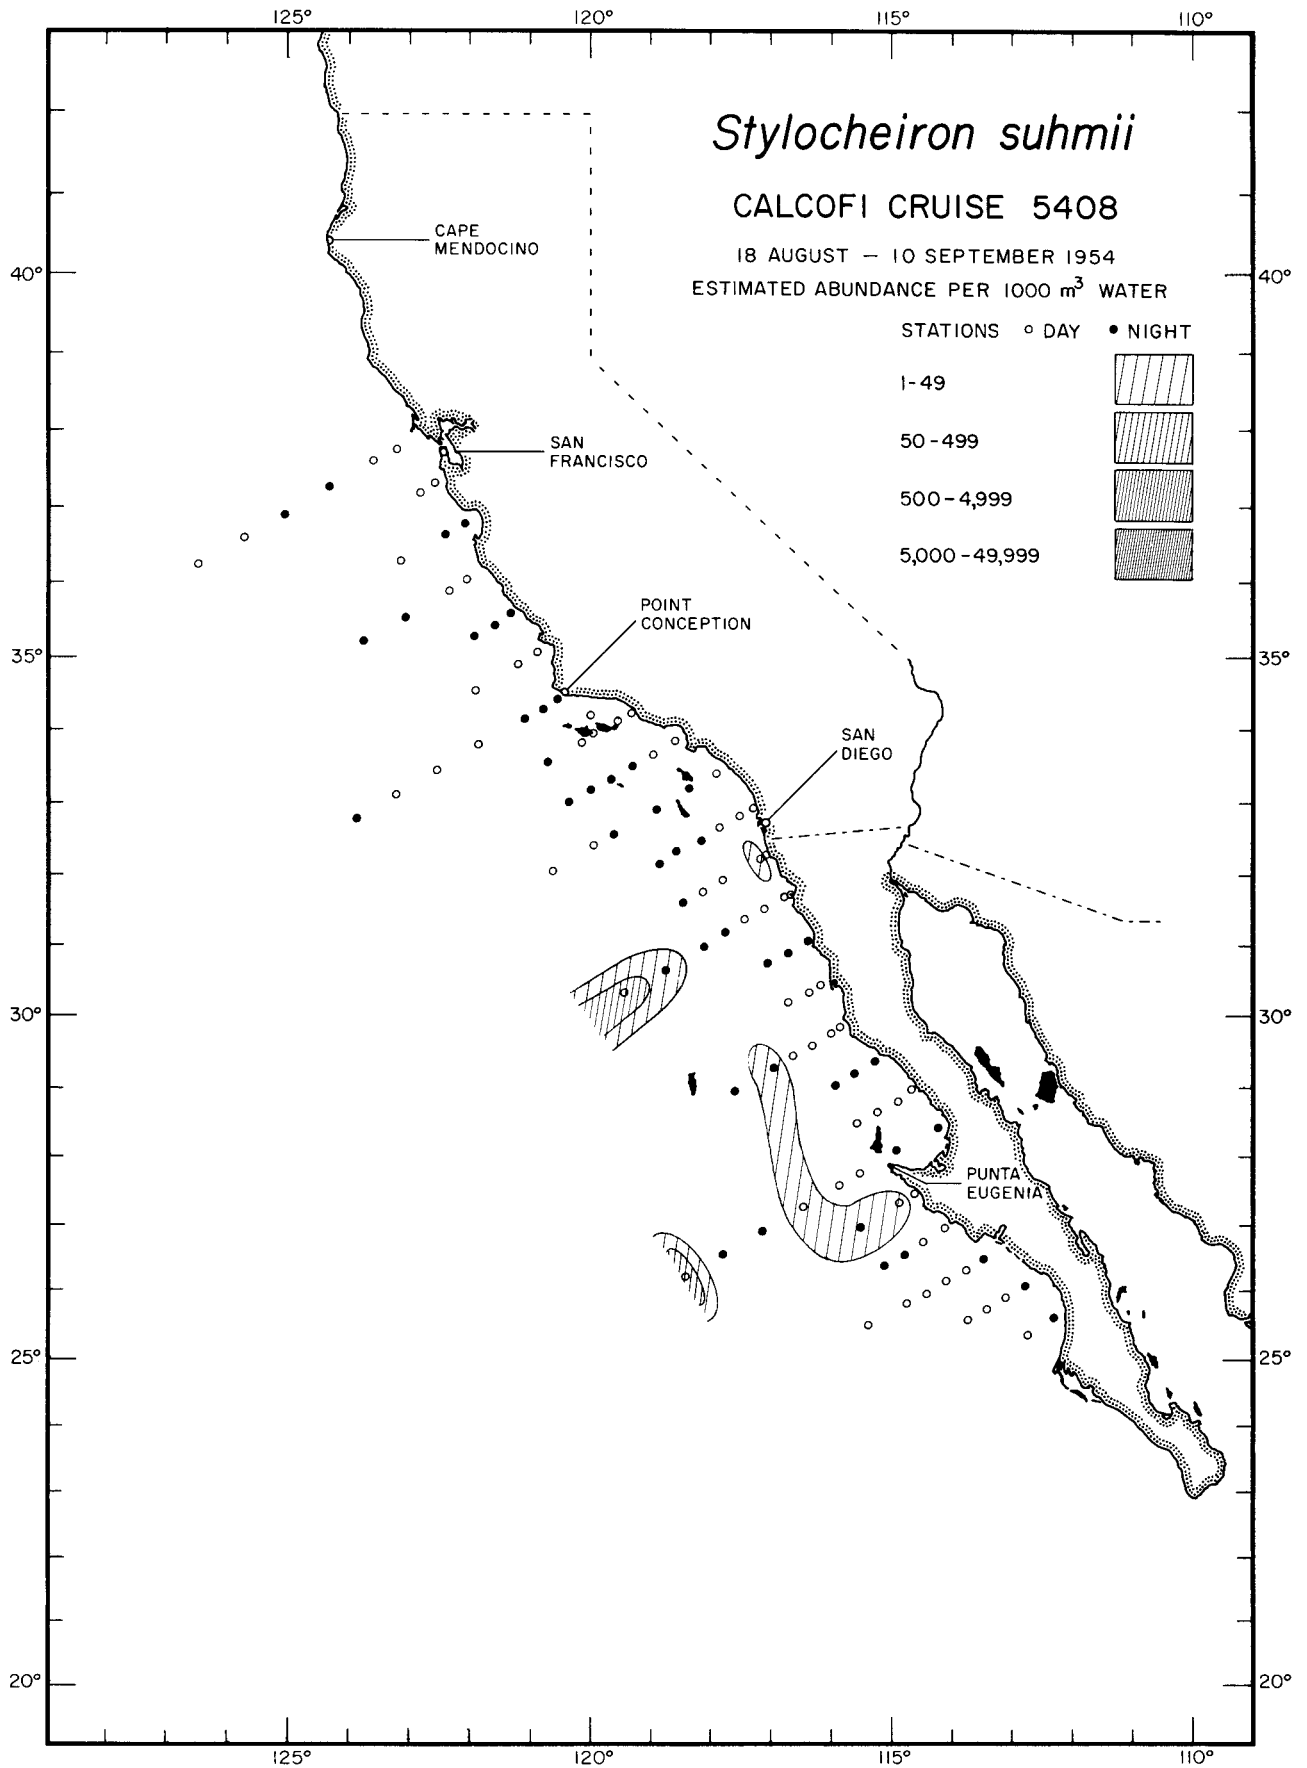 125° 120° 115° 110°
Stylocheiron suhmii
CALCOFI CRUISE 5408
18 AUGUST — 10 SEPTEMBER 1954
ESTIMATED ABUNDANCE PER 1000 m³ WATER
STATIONS ○ DAY ● NIGHT
1-49
50-499
500-4,999
5,000-49,999
CAPE
MENDOCINO
40° 40°
SAN
FRANCISCO
POINT
CONCEPTION
35° 35°
SAN
DIEGO
30° 30°
PUNTA
EUGENIA
25° 25°
20° 20°
125° 120° 115° 110°